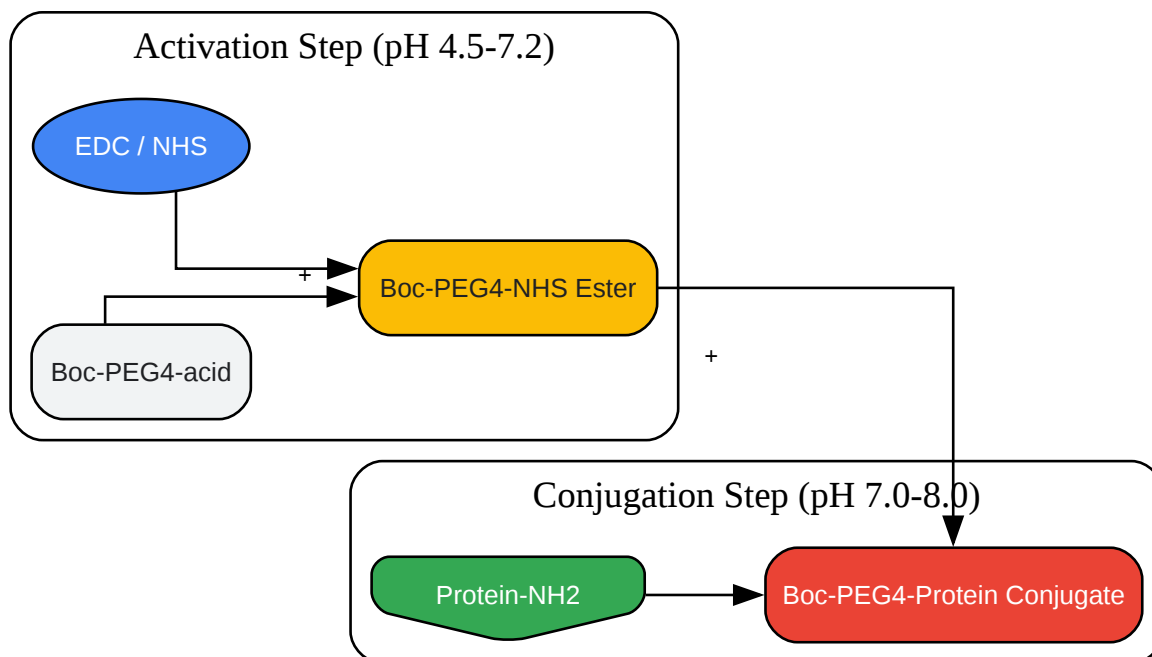 Activation Step (pH 4.5-7.2)
EDC / NHS
+
Boc-PEG4-NHS Ester
Boc-PEG4-acid
+
Conjugation Step (pH 7.0-8.0)
Protein-NH2
Boc-PEG4-Protein Conjugate